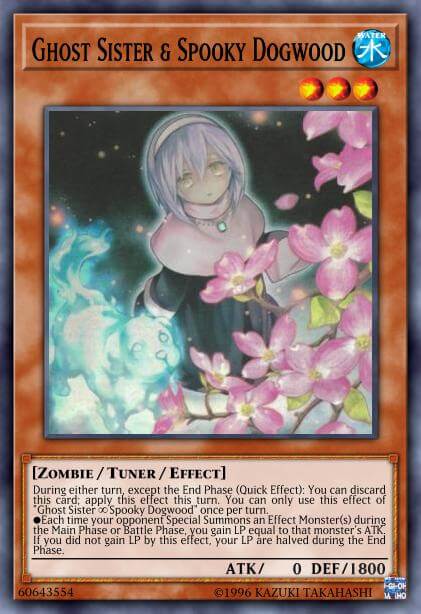 GHOST SISTER & SPOOKY DOGWOOD
WATER
水
[ZOMBIE / TUNER / EFFECT]
During either turn, except the End Phase (Quick Effect): You can discard
this card; apply this effect this turn. You can only use this effect of
"Ghost Sister ∞ Spooky Dogwood" once per turn.
●Each time your opponent Special Summons an Effect Monster(s) during
the Main Phase or Battle Phase, you gain LP equal to that monster's ATK.
If you did not gain LP by this effect, your LP are halved during the End
Phase.
ATK/ 0 DEF/1800
60643554
©1996 KAZUKI TAKAHASHI